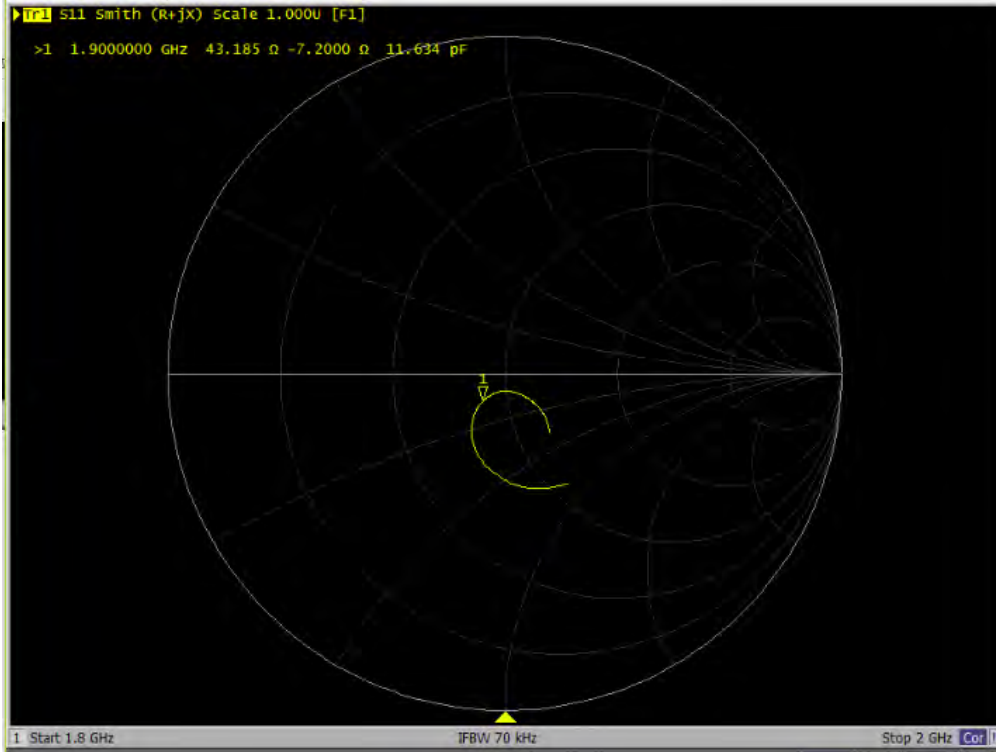 Tr1 S11 Smith (R+jX) Scale 1.000U [F1]
>1 1.9000000 GHz 43.185 Ω -7.2000 Ω 11.634 pF
1
1 Start 1.8 GHz IFBW 70 kHz Stop 2 GHz Cor